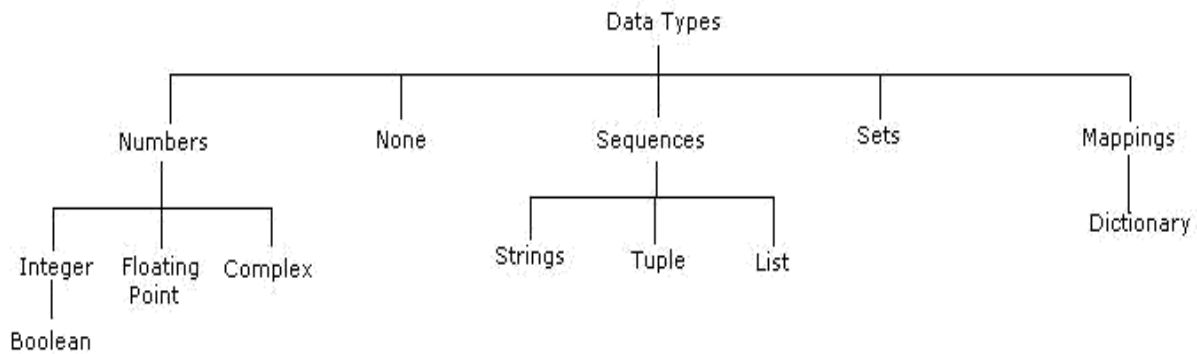 Data Types
Numbers
None
Sequences
Sets
Mappings
Integer
Floating
Point
Complex
Strings
Tuple
List
Dictionary
Boolean